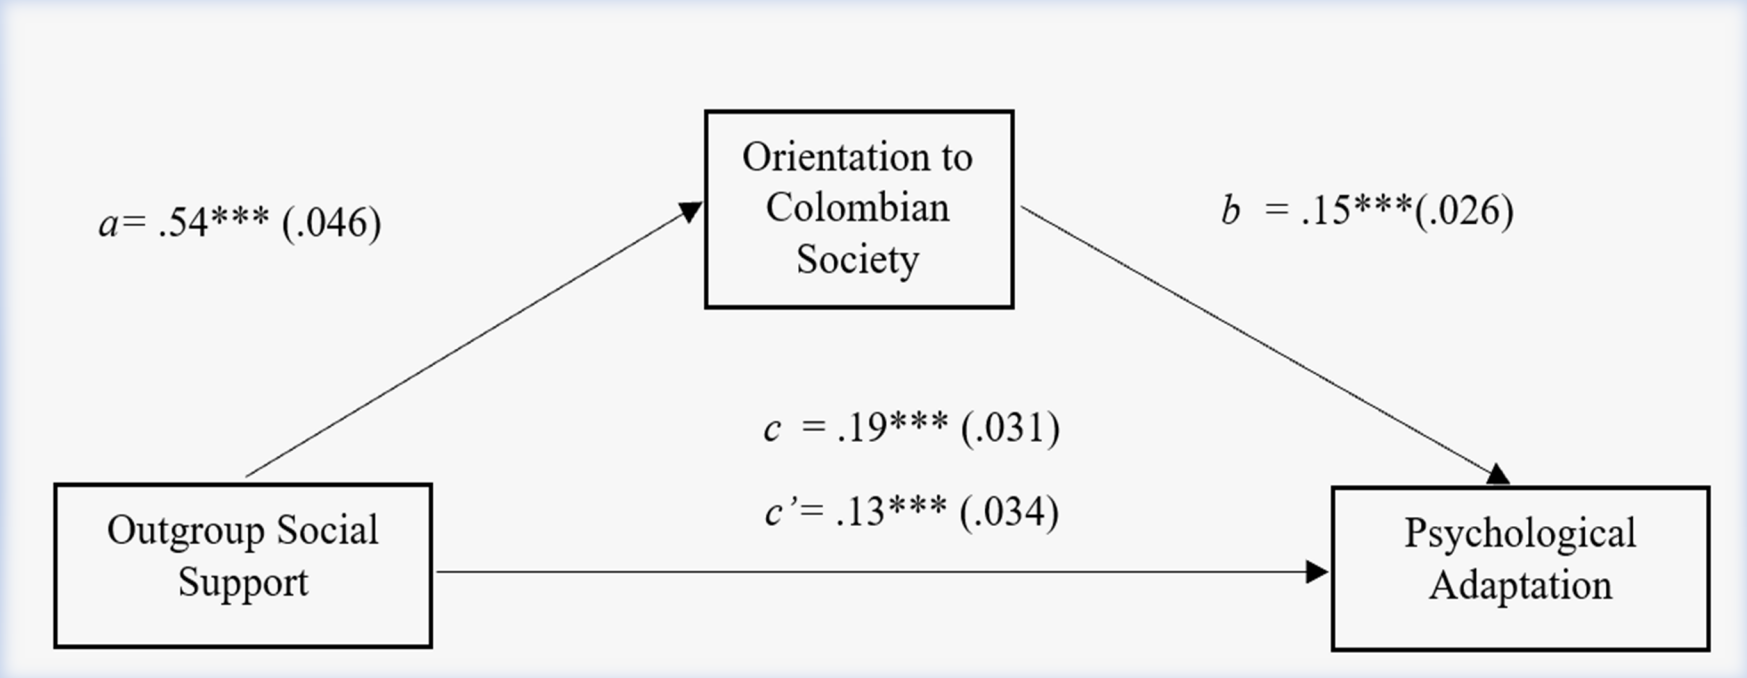 Orientation to
Colombian
Society
a= .54*** (.046)
b = .15***(.026)
c = .19*** (.031)
c’= .13*** (.034)
Outgroup Social
Support
Psychological
Adaptation